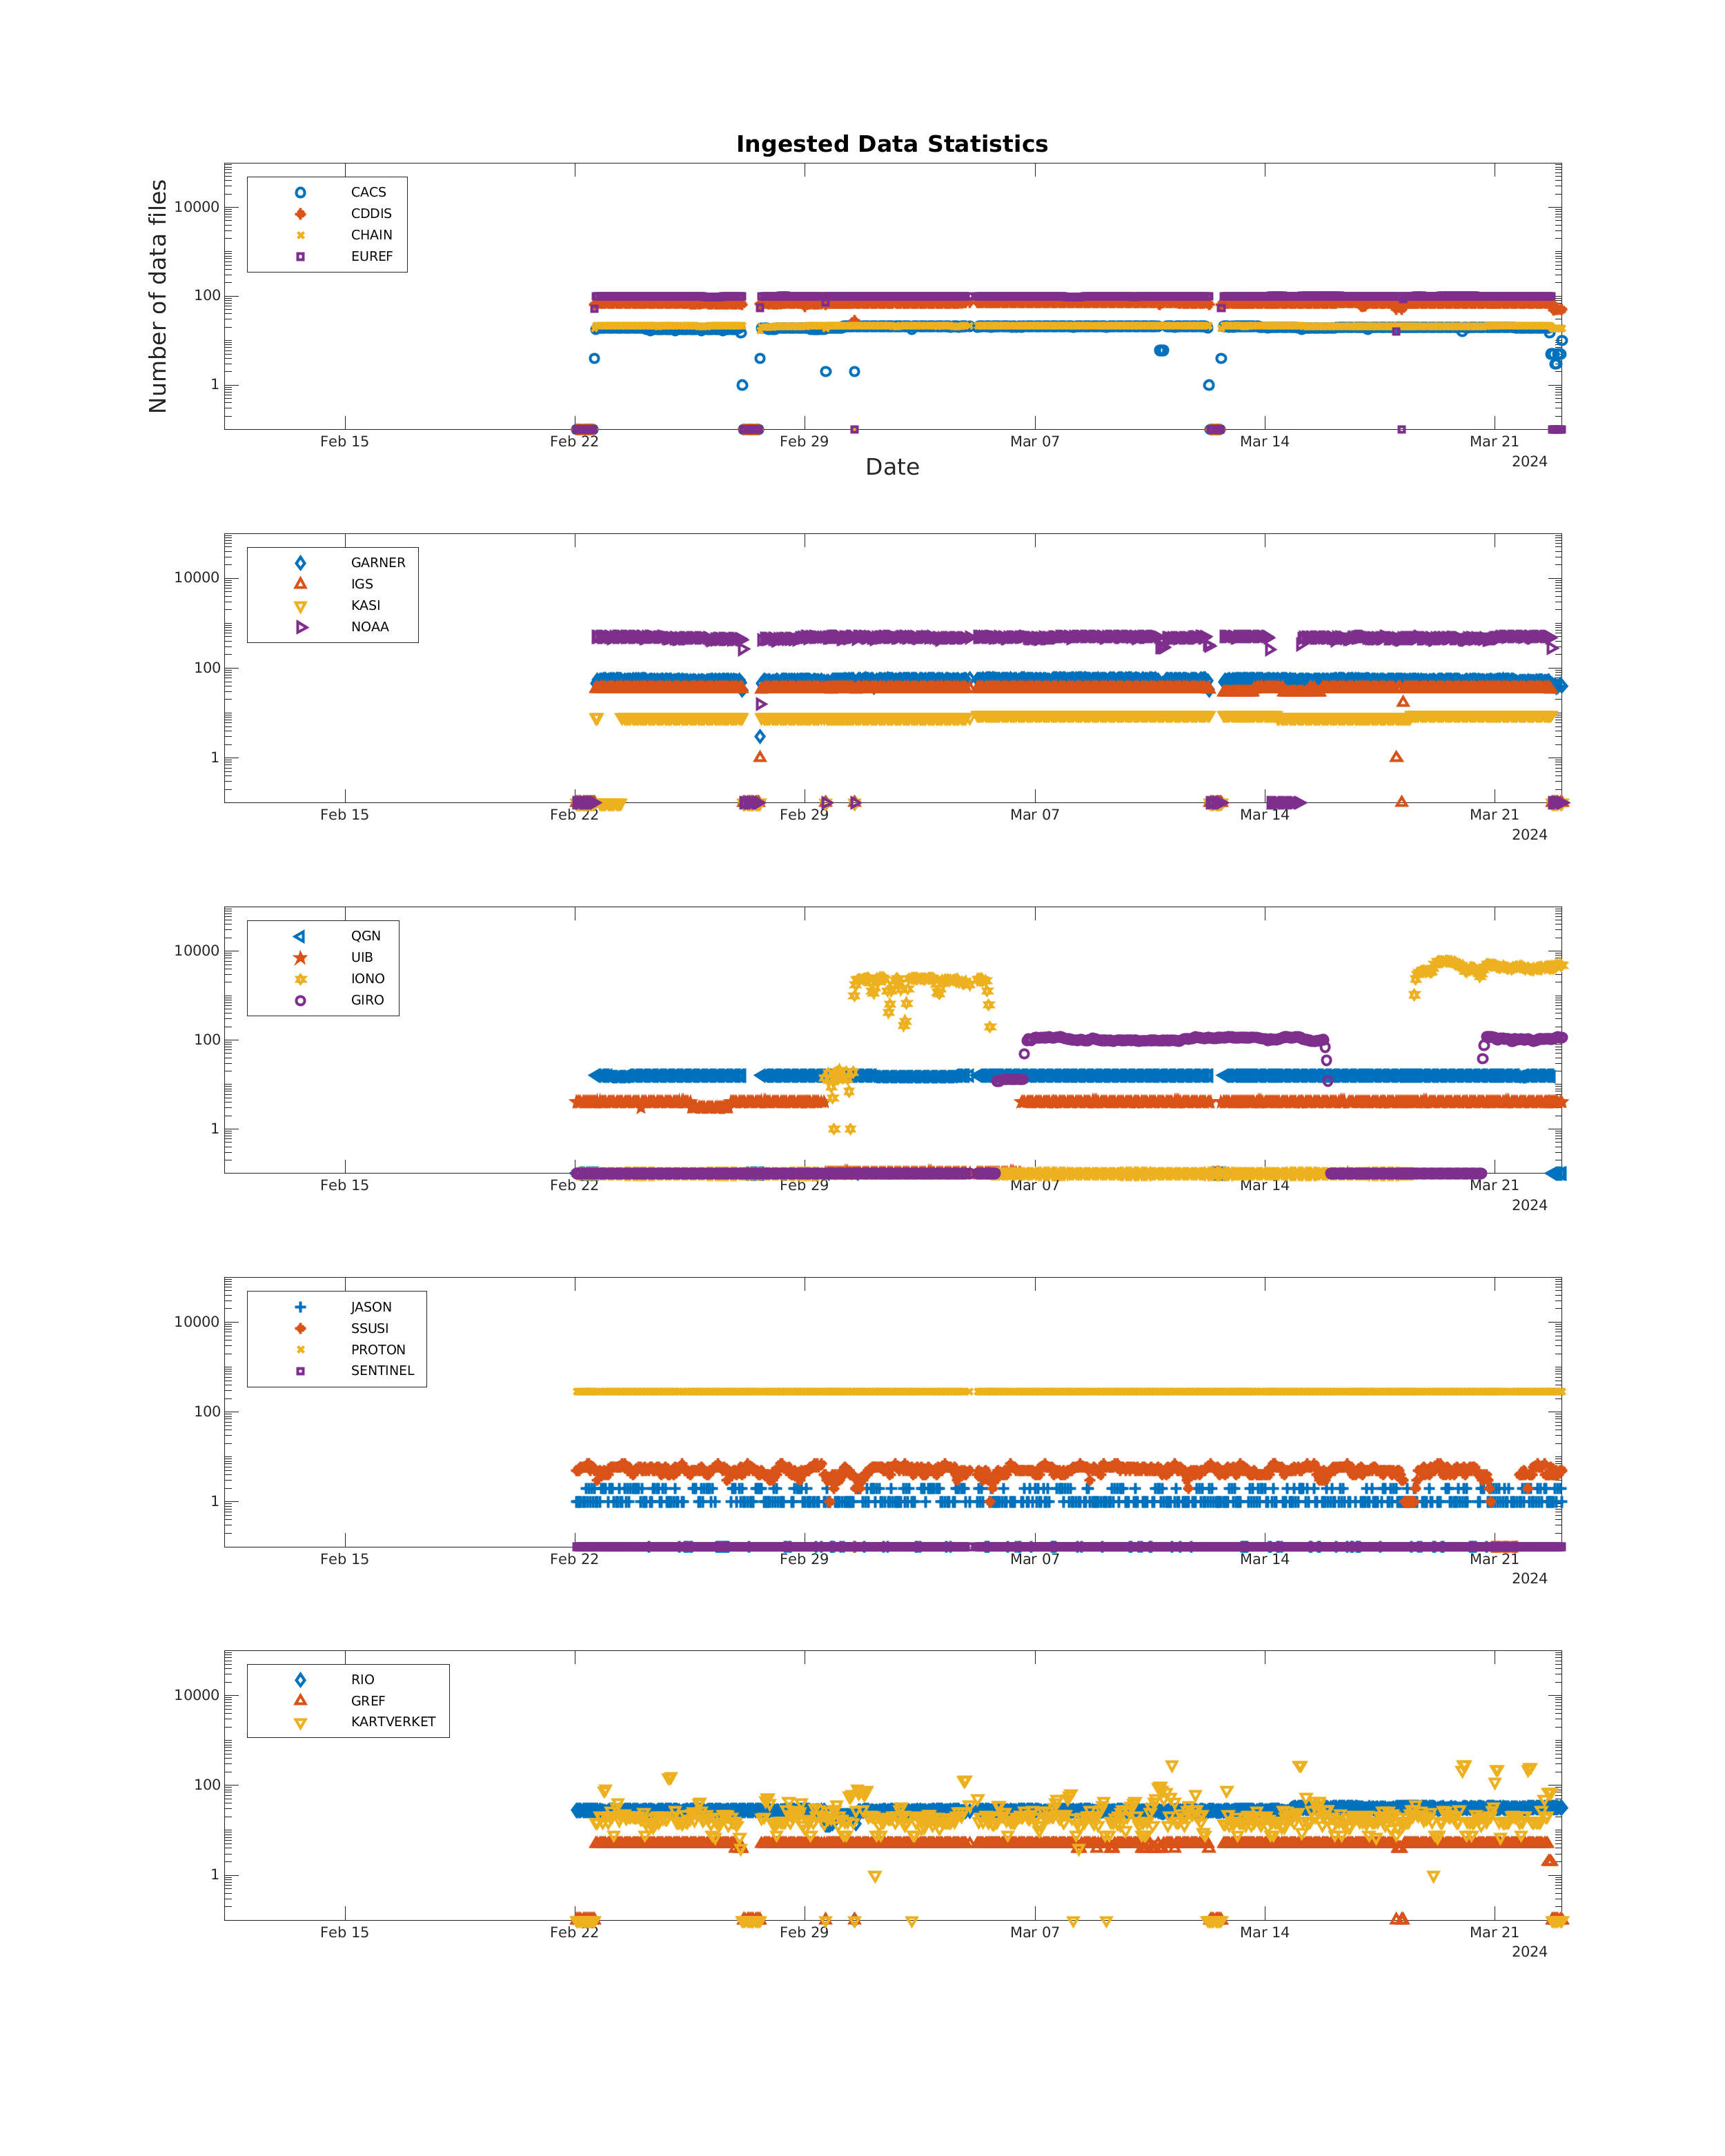 Ingested Data Statistics
Number of data files
CACS
CDDIS
CHAIN
EUREF
10000
100
1
Feb 15 Feb 22 Feb 29 Mar 07 Mar 14 Mar 21
2024
Date
GARNER
IGS
KASI
NOAA
10000
100
1
Feb 15 Feb 22 Feb 29 Mar 07 Mar 14 Mar 21
2024
QGN
UIB
IONO
GIRO
10000
100
1
Feb 15 Feb 22 Feb 29 Mar 07 Mar 14 Mar 21
2024
JASON
SSUSI
PROTON
SENTINEL
10000
100
1
Feb 15 Feb 22 Feb 29 Mar 07 Mar 14 Mar 21
2024
RIO
GREF
KARTVERKET
10000
100
1
Feb 15 Feb 22 Feb 29 Mar 07 Mar 14 Mar 21
2024